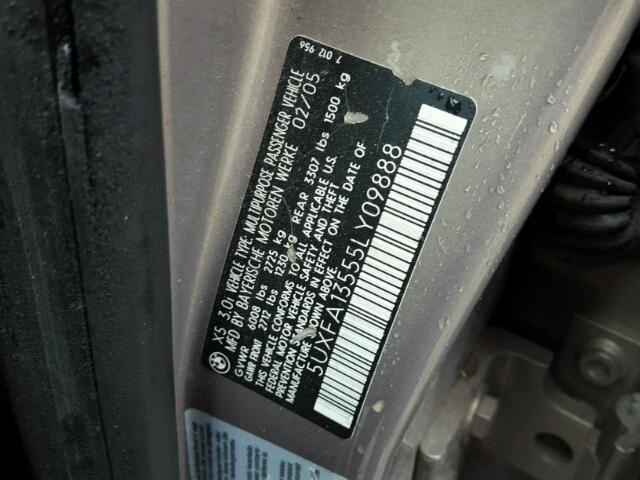 7 012 956
X5 3.0i VEHICLE TYPE MULTIPURPOSE PASSENGER VEHICLE
MFD BY BAYERISCHE MOTOREN WERKE 02/05
GVWR 6008 lbs 2725 kg
GAWR FRONT 2712 lbs 1230 kg REAR 3307 lbs 1500 kg
THIS VEHICLE CONFORMS TO ALL APPLICABLE U.S.
FEDERAL MOTOR VEHICLE SAFETY AND THEFT
PREVENTION STANDARDS IN EFFECT ON THE DATE OF
MANUFACTURE SHOWN ABOVE.
5UXFA13555LY09888